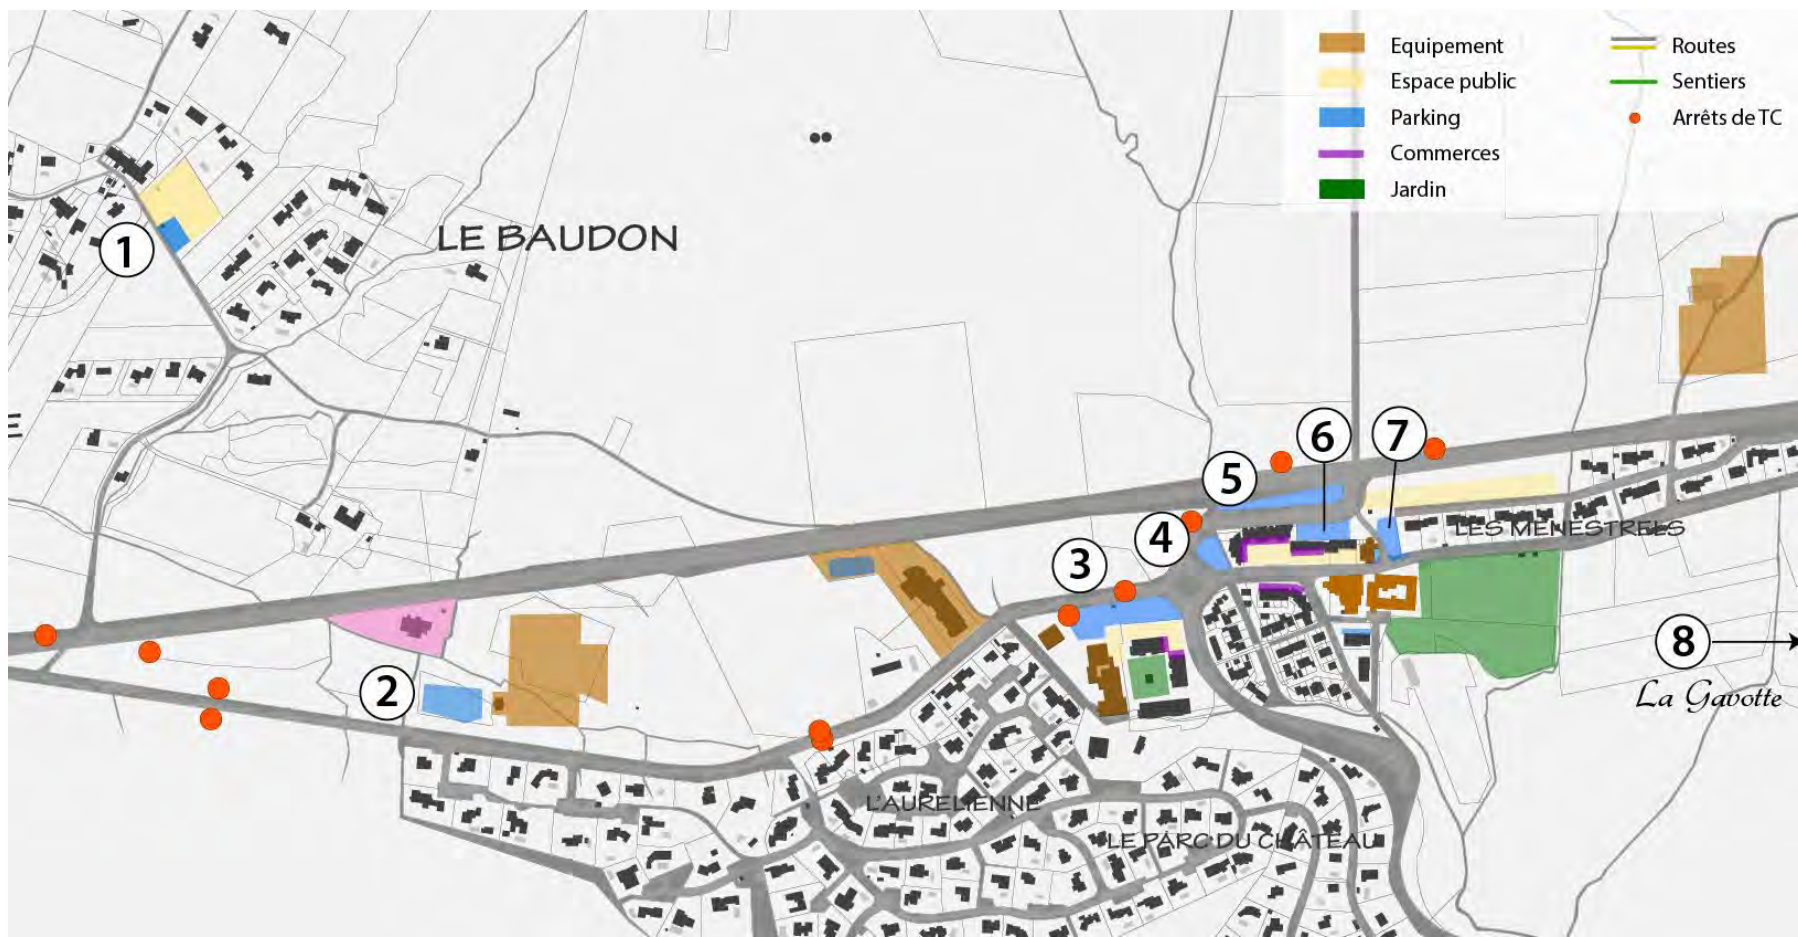 Equipement
Routes
Espace public
Sentiers
Parking
Arrêts de TC
Commerces
Jardin
1
LE BAUDON
E
6
7
5
4
LES MENESTRELS
3
8
2
La Gavotte
L'AURELIENNE
LE PARC DU CHÂTEAU